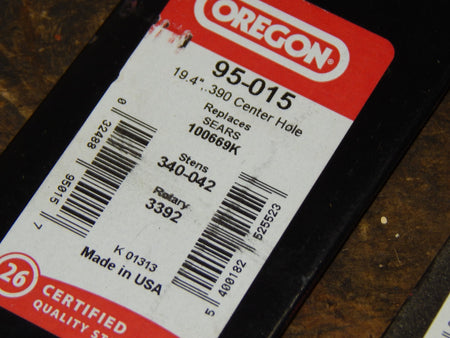 OREGON®
95-015
19.4"..390 Center Hole
Replaces
SEARS
100669K
Stens
340-042
Rotary
3392
0 32488 95015 7
5 400182 525523
K 01313
Made in USA
26
CERTIFIED
QUALITY